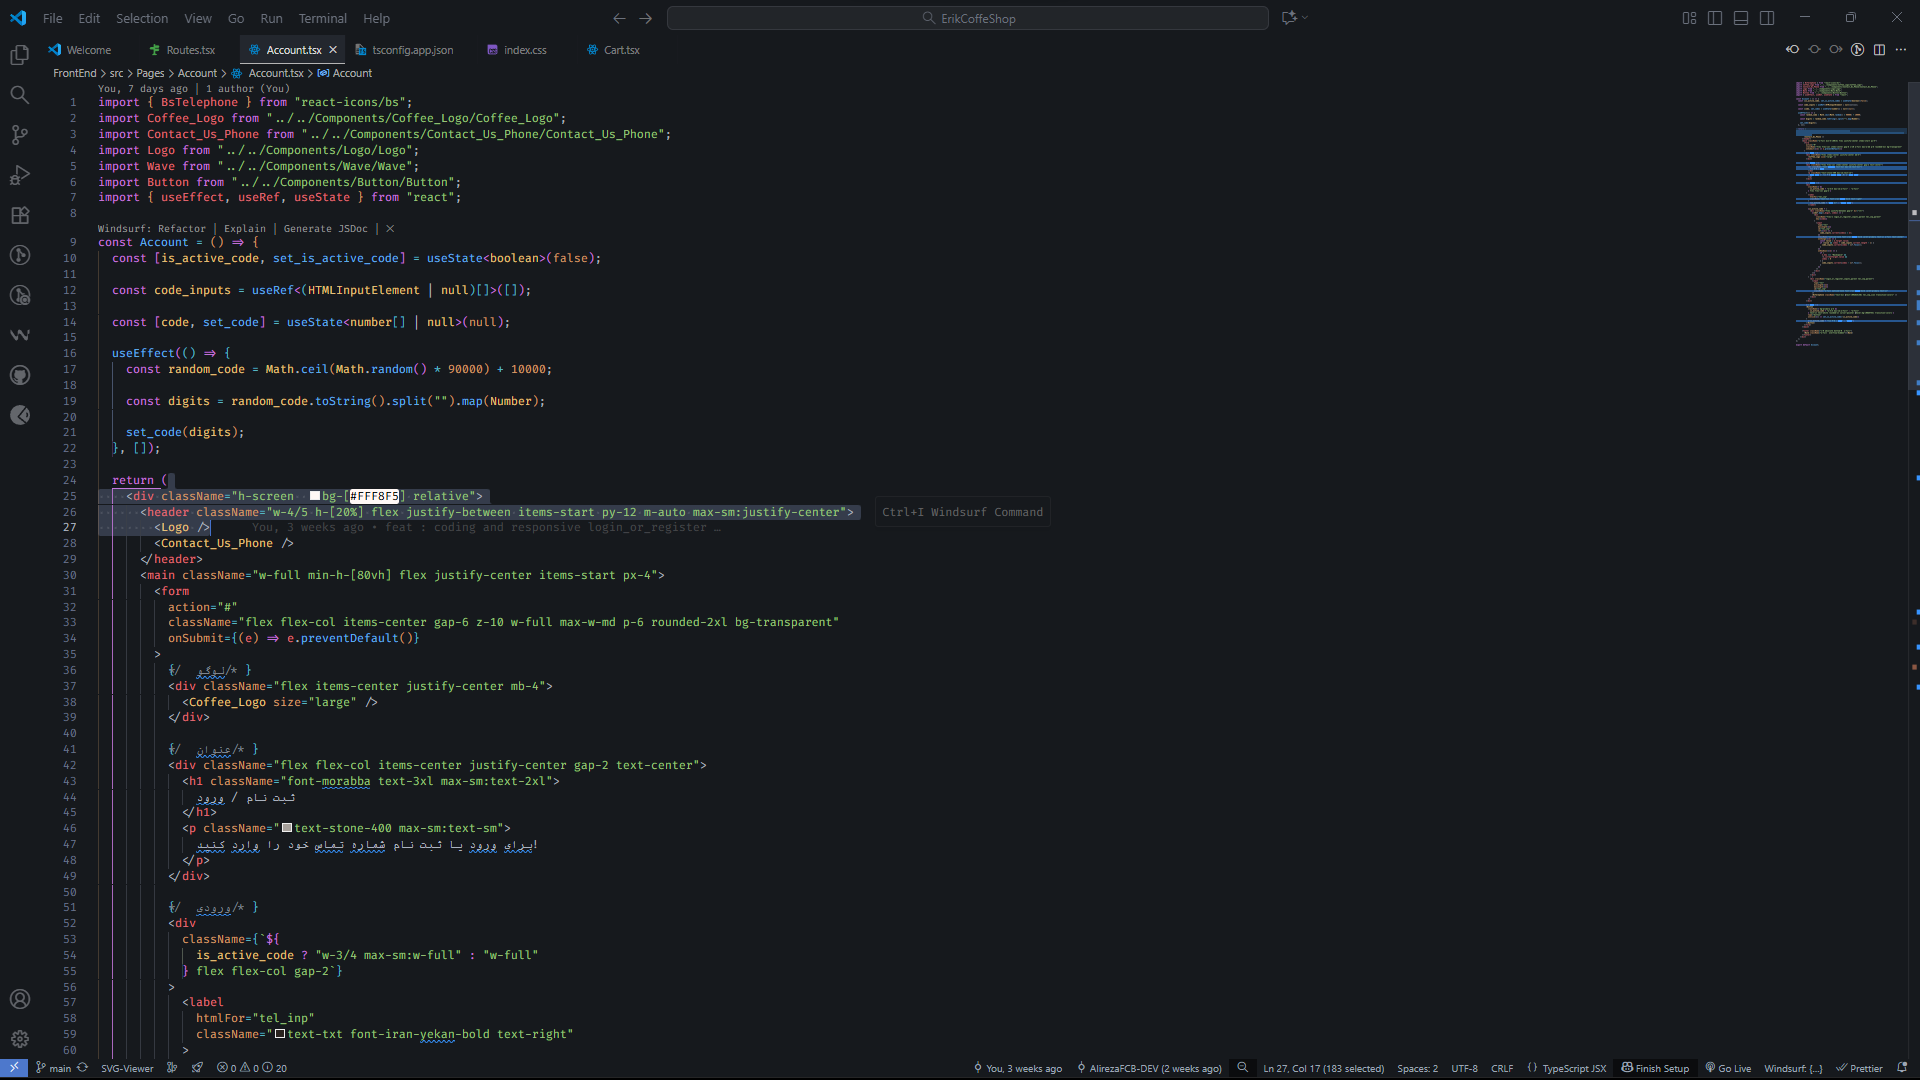 File Edit Selection View Go Run Terminal Help
ErikCoffeShop
Welcome
Routes.tsx
Account.tsx
tsconfig.app.json
index.css
Cart.tsx
FrontEnd > src > Pages > Account > Account.tsx > Account
You, 7 days ago | 1 author (You)
1 import { BsTelephone } from "react-icons/bs";
2 import Coffee_Logo from "../../Components/Coffee_Logo/Coffee_Logo";
3 import Contact_Us_Phone from "../../Components/Contact_Us_Phone/Contact_Us_Phone";
4 import Logo from "../../Components/Logo/Logo";
5 import Wave from "../../Components/Wave/Wave";
6 import Button from "../../Components/Button/Button";
7 import { useEffect, useRef, useState } from "react";
8
Windsurf: Refactor | Explain | Generate JSDoc | ×
9 const Account = () => {
10 const [is_active_code, set_is_active_code] = useState<boolean>(false);
11
12 const code_inputs = useRef<(HTMLInputElement | null)[]>([]);
13
14 const [code, set_code] = useState<number[] | null>(null);
15
16 useEffect(() => {
17 const random_code = Math.ceil(Math.random() * 90000) + 10000;
18
19 const digits = random_code.toString().split("").map(Number);
20
21 set_code(digits);
22 }, []);
23
24 return (
25 <div className="h-screen bg-[#FFF8F5] relative">
26 <header className="w-4/5 h-[20%] flex justify-between items-start py-12 m-auto max-sm:justify-center">
Ctrl+I Windsurf Command
27 <Logo /> You, 3 weeks ago • feat : coding and responsive login_or_register …
28 <Contact_Us_Phone />
29 </header>
30 <main className="w-full min-h-[80vh] flex justify-center items-start px-4">
31 <form
32 action="#"
33 className="flex flex-col items-center gap-6 z-10 w-full max-w-md p-6 rounded-2xl bg-transparent"
34 onSubmit={(e) => e.preventDefault()}
35 >
36 {/* لوگو */}
37 <div className="flex items-center justify-center mb-4">
38 <Coffee_Logo size="large" />
39 </div>
40
41 {/* عنوان */}
42 <div className="flex flex-col items-center justify-center gap-2 text-center">
43 <h1 className="font-morabba text-3xl max-sm:text-2xl">
44 ثبت نام / ورود
45 </h1>
46 <p className="text-stone-400 max-sm:text-sm">
47 برای ورود یا ثبت نام شماره تماس خود را وارد کنید!
48 </p>
49 </div>
50
51 {/* ورودی */}
52 <div
53 className={`${
54 is_active_code ? "w-3/4 max-sm:w-full" : "w-full"
55 } flex flex-col gap-2`}
56 >
57 <label
58 htmlFor="tel_inp"
59 className="text-txt font-iran-yekan-bold text-right"
60 >
main SVG-Viewer 0 0 20 You, 3 weeks ago AlirezaFCB-DEV (2 weeks ago) Ln 27, Col 17 (183 selected) Spaces: 2 UTF-8 CRLF {} TypeScript JSX Finish Setup Go Live Windsurf: {...} Prettier